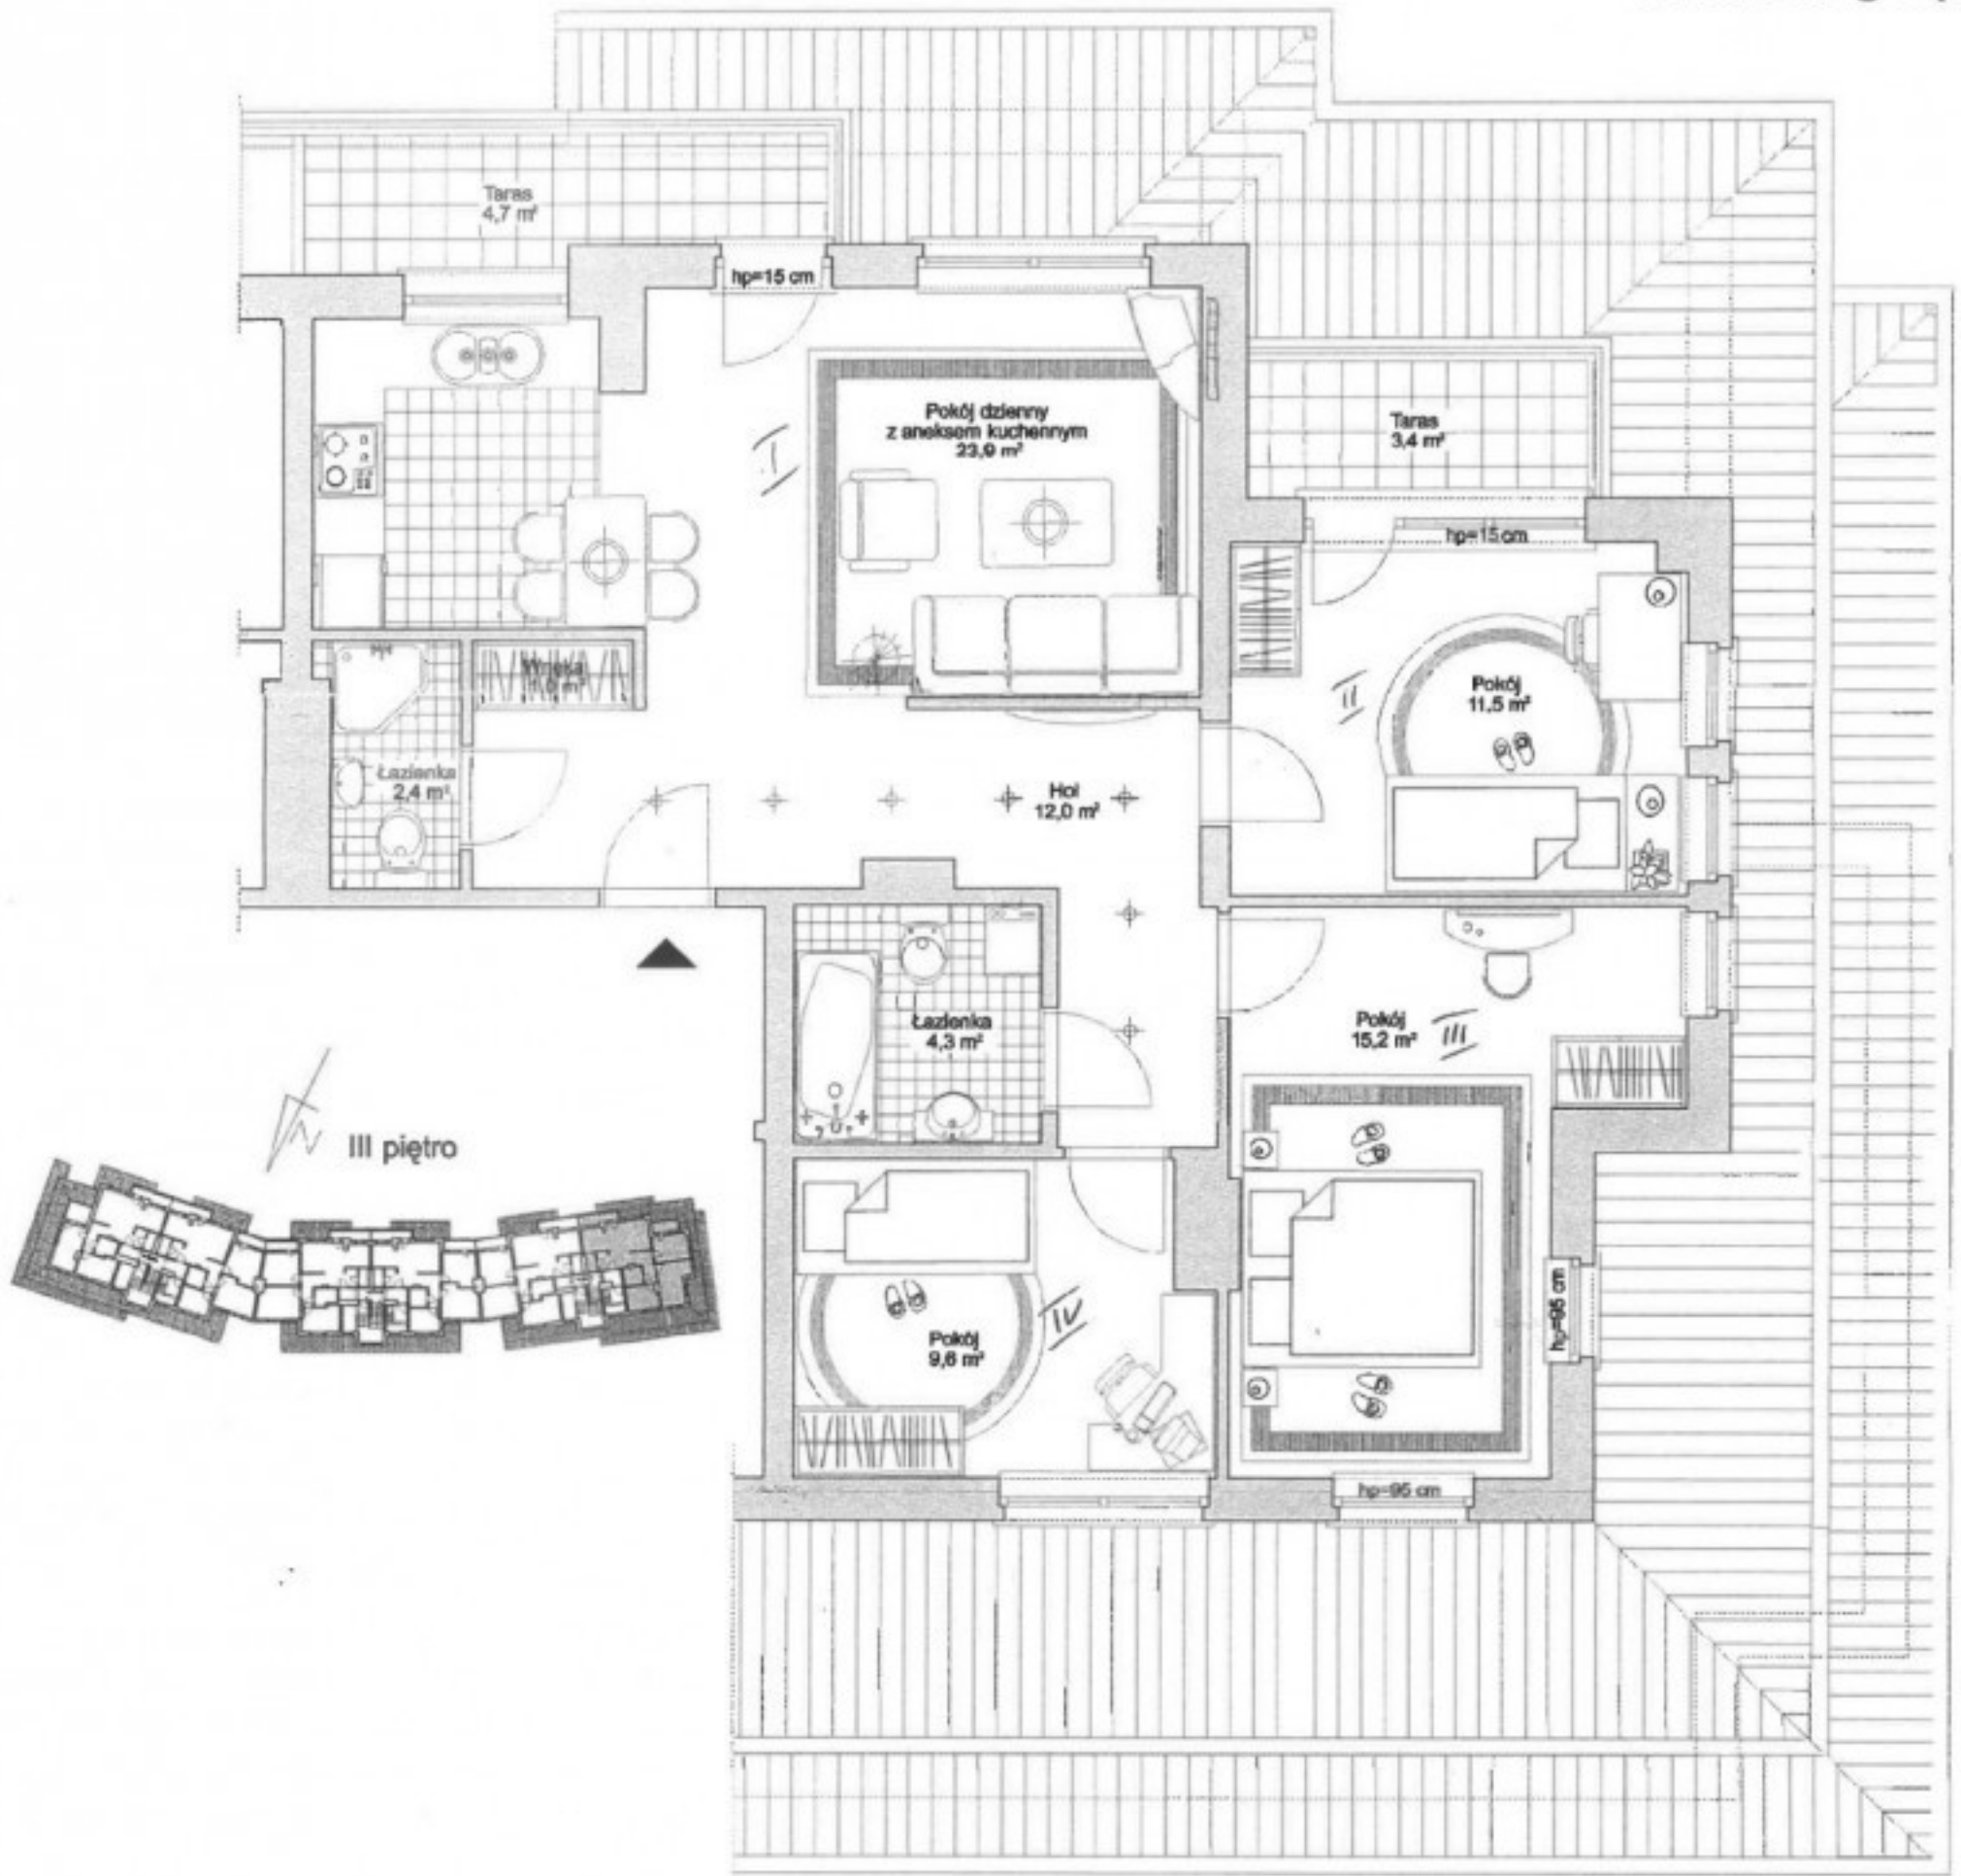 Taras
4,7 m²
hp=15 cm
Pokój dzienny
z aneksem kuchennym
23,9 m²
I
Taras
3,4 m²
hp=15 cm
Wnęka
m²
II
Pokój
11,5 m²
Łazienka
2,4 m²
Hol
12,0 m²
Łazienka
4,3 m²
Pokój
15,2 m²
III
N
III piętro
IV
Pokój
9,6 m²
hp=95 cm
hp=95 cm